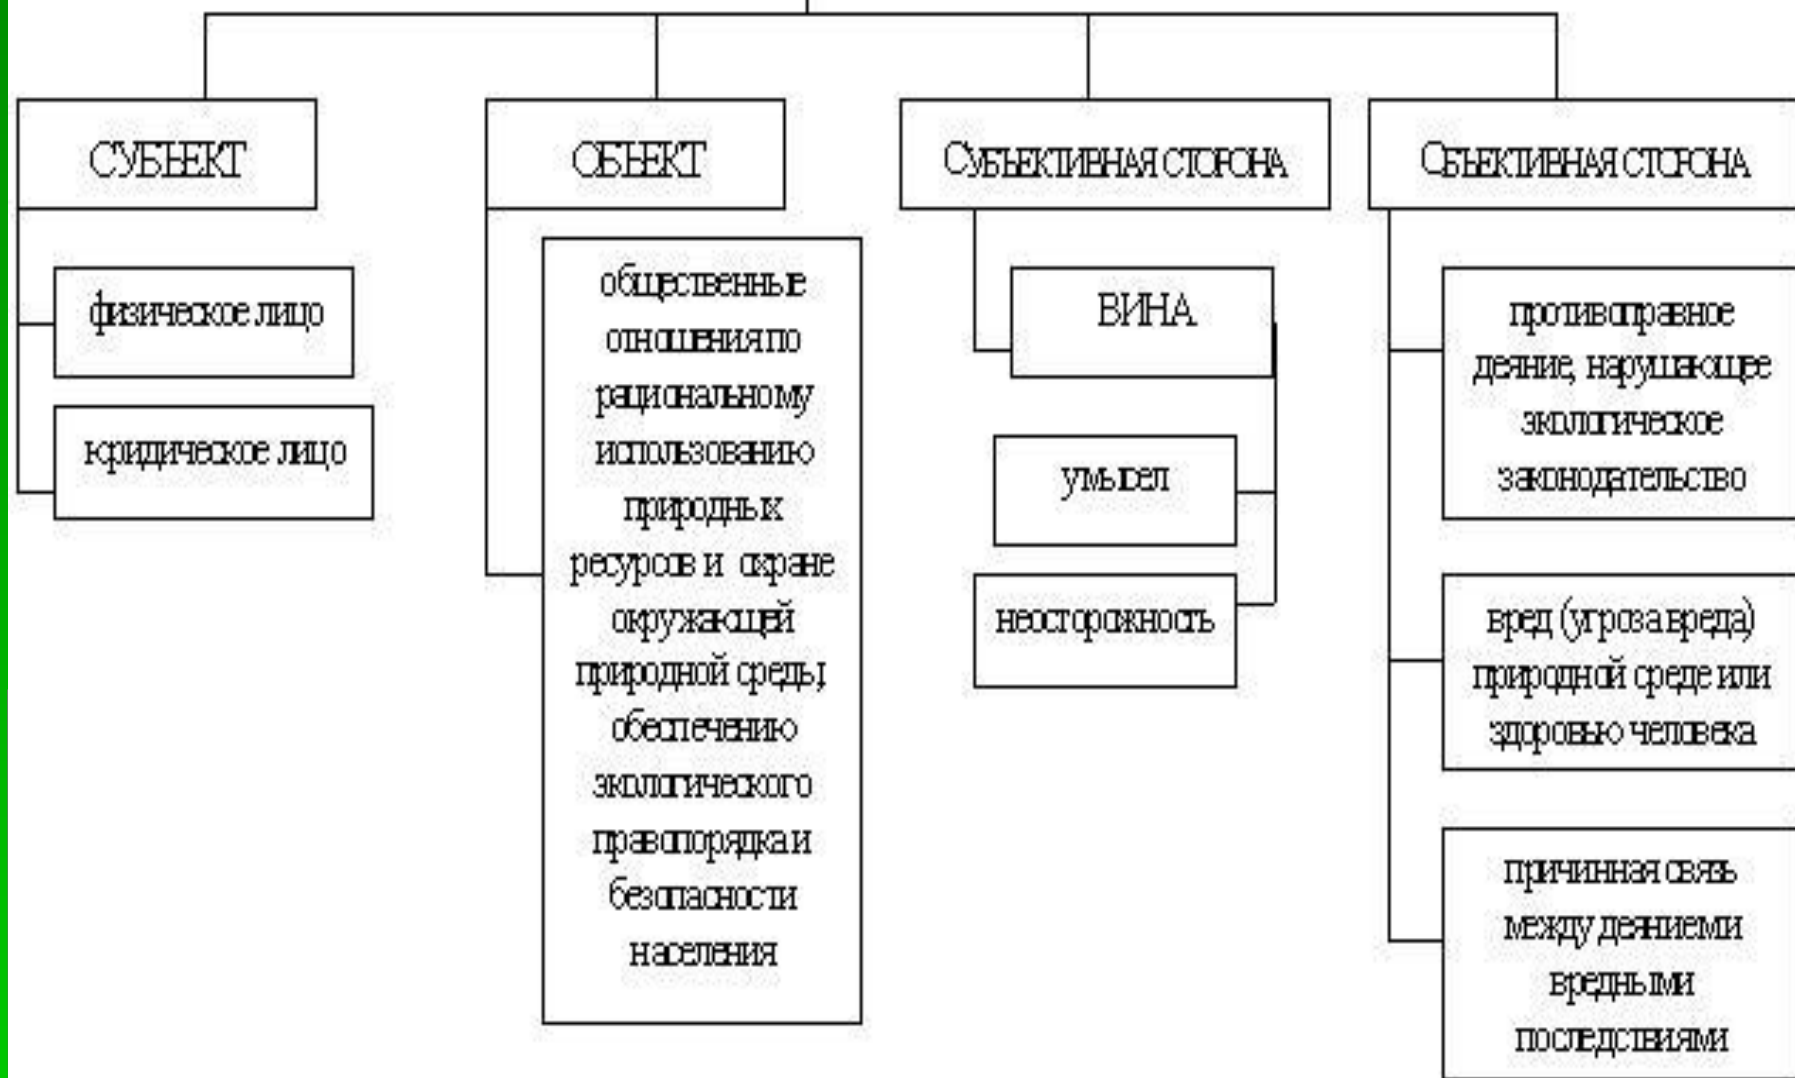 СУБЪЕКТ
физическое лицо
юридическое лицо
ОБЪЕКТ
общественные
отношения по
рациональному
использованию
природных
ресурсов и охране
окружающей
природной среды,
обеспечению
экологического
правопорядка и
безопасности
населения
СУБЪЕКТИВНАЯ СТОРОНА
ВИНА
умысел
неосторожность
ОБЪЕКТИВНАЯ СТОРОНА
противоправное
деяние, нарушающее
экологическое
законодательство
вред (угроза вреда)
природной среде или
здоровью человека
причинная связь
между деянием и
вредными
последствиями